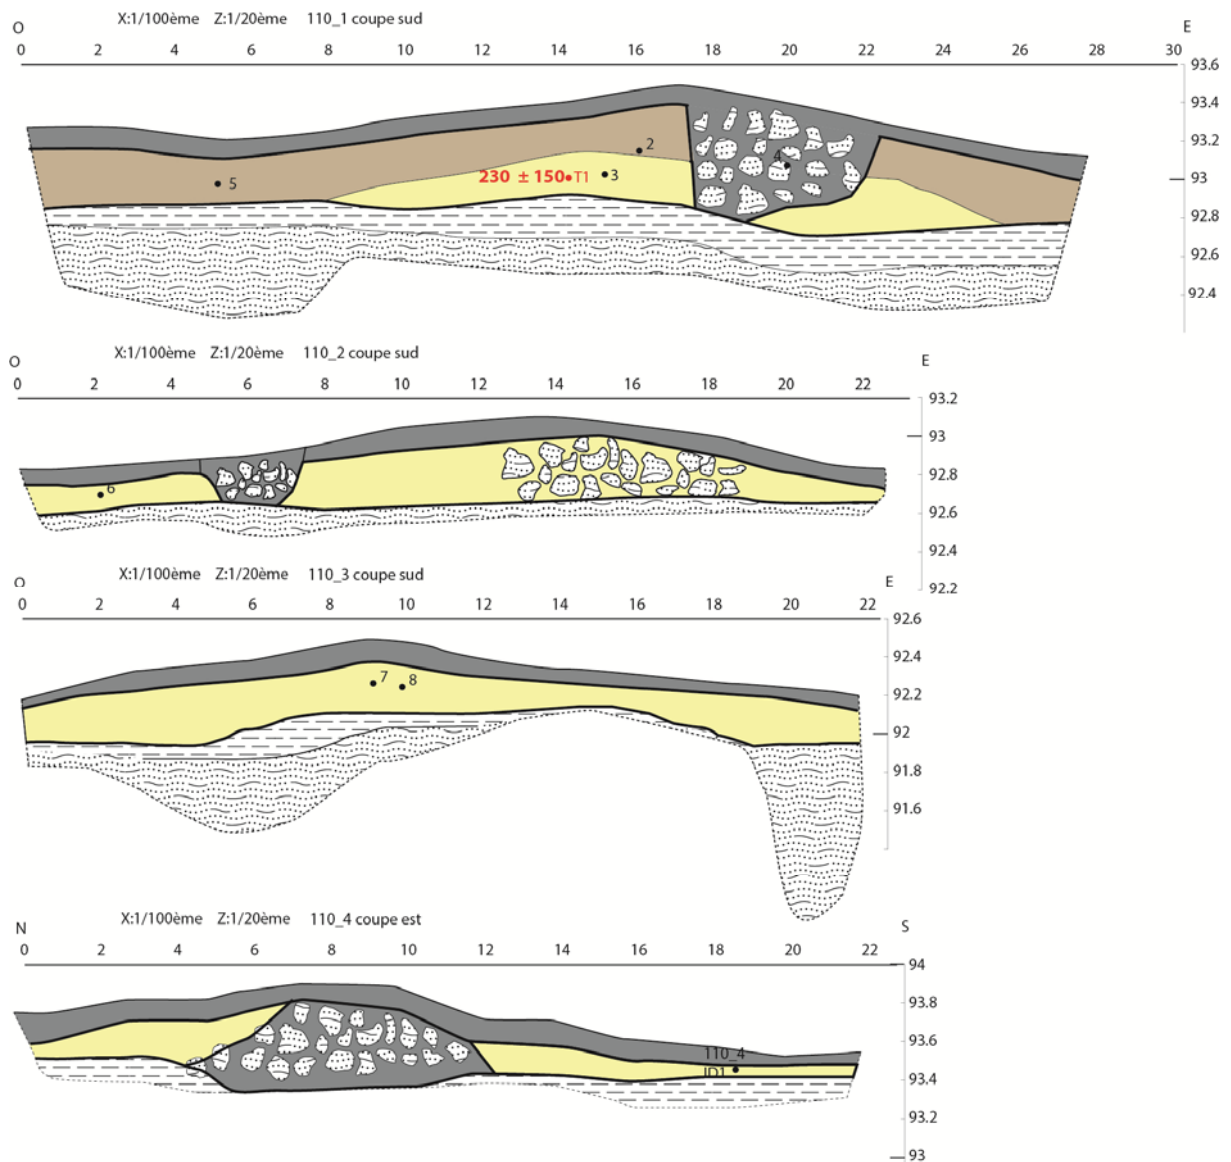 X:1/100ème Z:1/20ème 110_1 coupe sud
O E
0 2 4 6 8 10 12 14 16 18 20 22 24 26 28 30
93.6
93.4
93.2
93
92.8
92.6
92.4
2
4
230 ± 150 T1 3
5
X:1/100ème Z:1/20ème 110_2 coupe sud
O E
0 2 4 6 8 10 12 14 16 18 20 22
93.2
93
92.8
92.6
92.4
92.2
6
X:1/100ème Z:1/20ème 110_3 coupe sud
O E
0 2 4 6 8 10 12 14 16 18 20 22
92.6
92.4
92.2
92
91.8
91.6
7 8
X:1/100ème Z:1/20ème 110_4 coupe est
N S
0 2 4 6 8 10 12 14 16 18 20 22
94
93.8
93.6
93.4
93.2
93
110_4
ID1